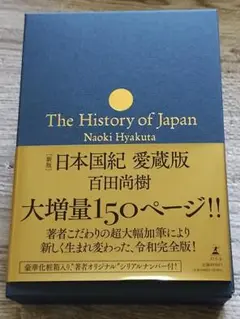 The History of Japan
Naoki Hyakuta
[新版]
日本国紀 愛蔵版
百田尚樹
大増量150ページ!!
著者こだわりの超大幅加筆により
新しく生まれ変わった、令和完全版!
豪華化粧箱入り、“著者オリジナル”シリアルナンバー付!
幻冬舎